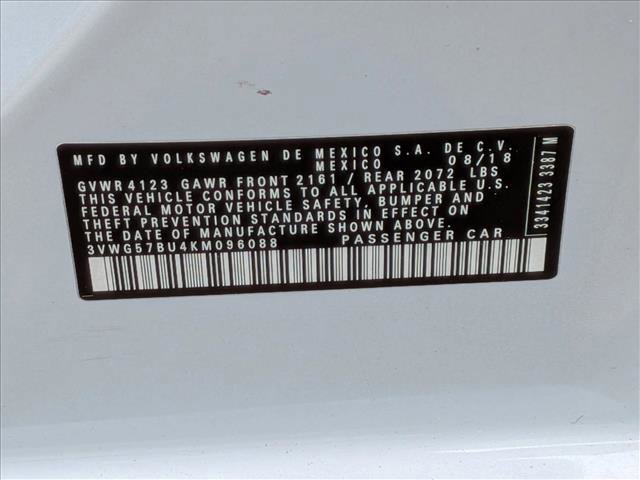 MFD BY VOLKSWAGEN DE MEXICO S.A. DE C.V.
MEXICO 08/18
GVWR 4123 GAWR FRONT 2161 / REAR 2072 LBS
THIS VEHICLE CONFORMS TO ALL APPLICABLE U.S.
FEDERAL MOTOR VEHICLE SAFETY, BUMPER AND
THEFT PREVENTION STANDARDS IN EFFECT ON
THE DATE OF MANUFACTURE SHOWN ABOVE.
3VWG57BU4KM096088 PASSENGER CAR
3341423 3387 M